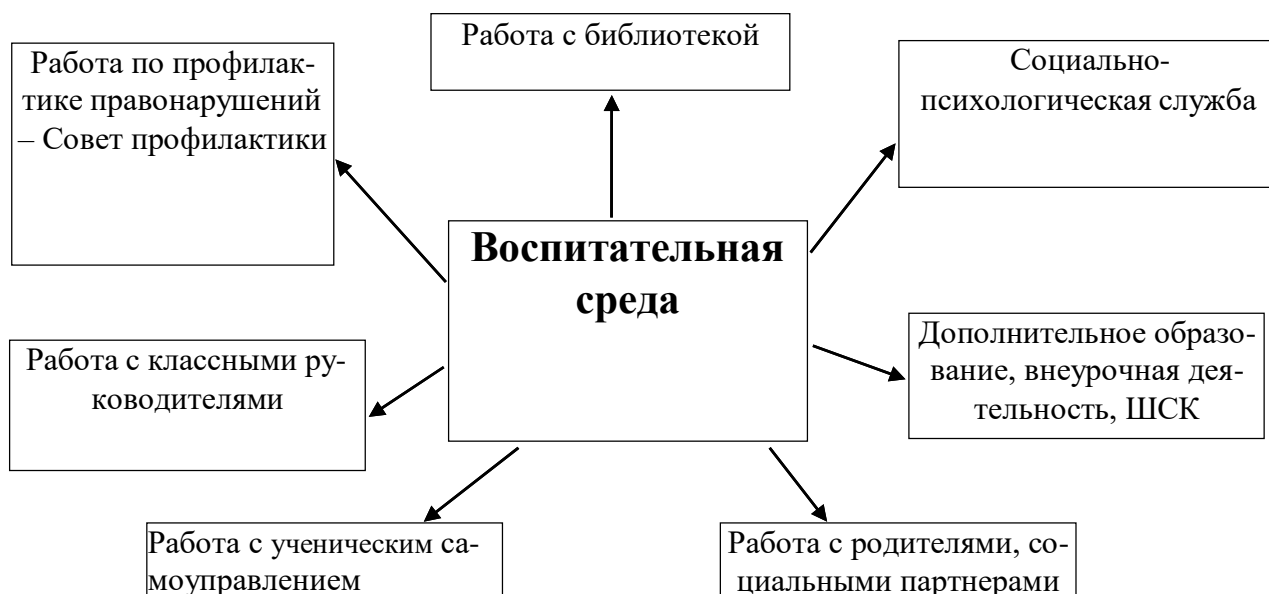 Работа с библиотекой
Работа по профилак-
тике правонарушений
– Совет профилактики
Социально-
психологическая служба
Воспитательная
среда
Работа с классными ру-
ководителями
Дополнительное образо-
вание, внеурочная дея-
тельность, ШСК
Работа с ученическим са-
моуправлением
Работа с родителями, со-
циальными партнерами